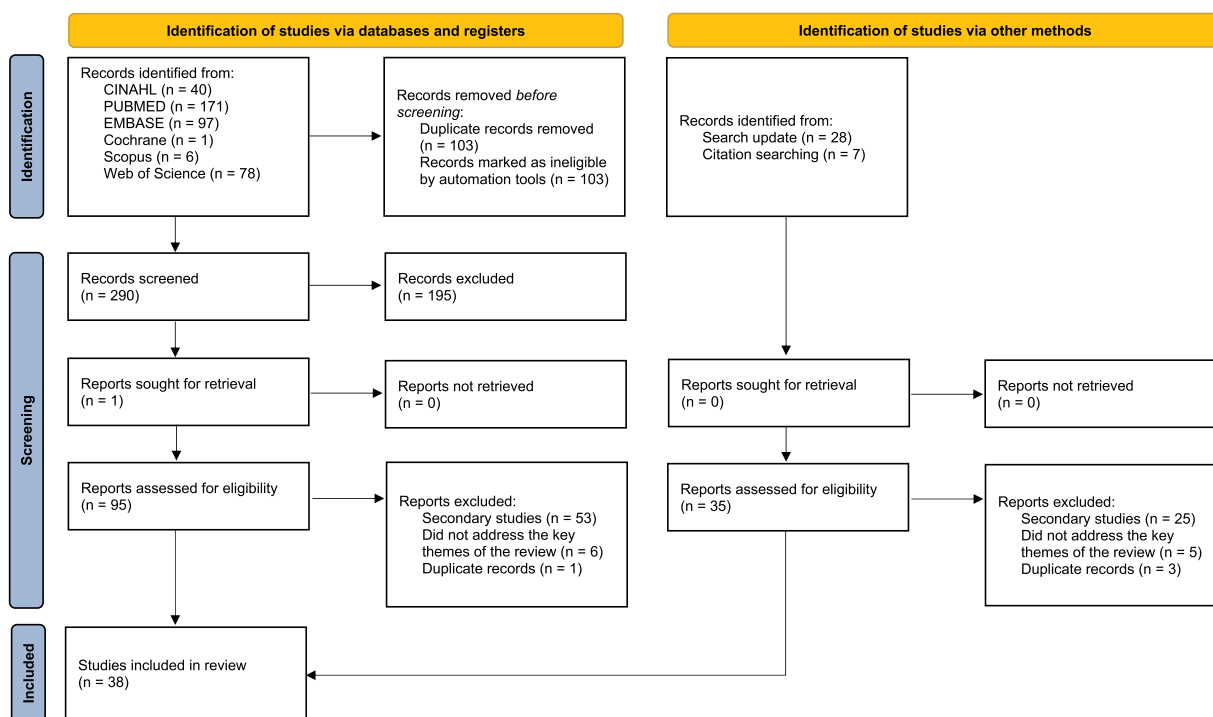 Identification of studies via databases and registers
Identification of studies via other methods
Identification
Records identified from:
CINAHL (n = 40)
PUBMED (n = 171)
EMBASE (n = 97)
Cochrane (n = 1)
Scopus (n = 6)
Web of Science (n = 78)
Records removed before
screening:
Duplicate records removed
(n = 103)
Records marked as ineligible
by automation tools (n = 103)
Records identified from:
Search update (n = 28)
Citation searching (n = 7)
Screening
Records screened
(n = 290)
Records excluded
(n = 195)
Reports sought for retrieval
(n = 1)
Reports not retrieved
(n = 0)
Reports sought for retrieval
(n = 0)
Reports not retrieved
(n = 0)
Reports assessed for eligibility
(n = 95)
Reports excluded:
Secondary studies (n = 53)
Did not address the key
themes of the review (n = 6)
Duplicate records (n = 1)
Reports assessed for eligibility
(n = 35)
Reports excluded:
Secondary studies (n = 25)
Did not address the key
themes of the review (n = 5)
Duplicate records (n = 3)
Included
Studies included in review
(n = 38)